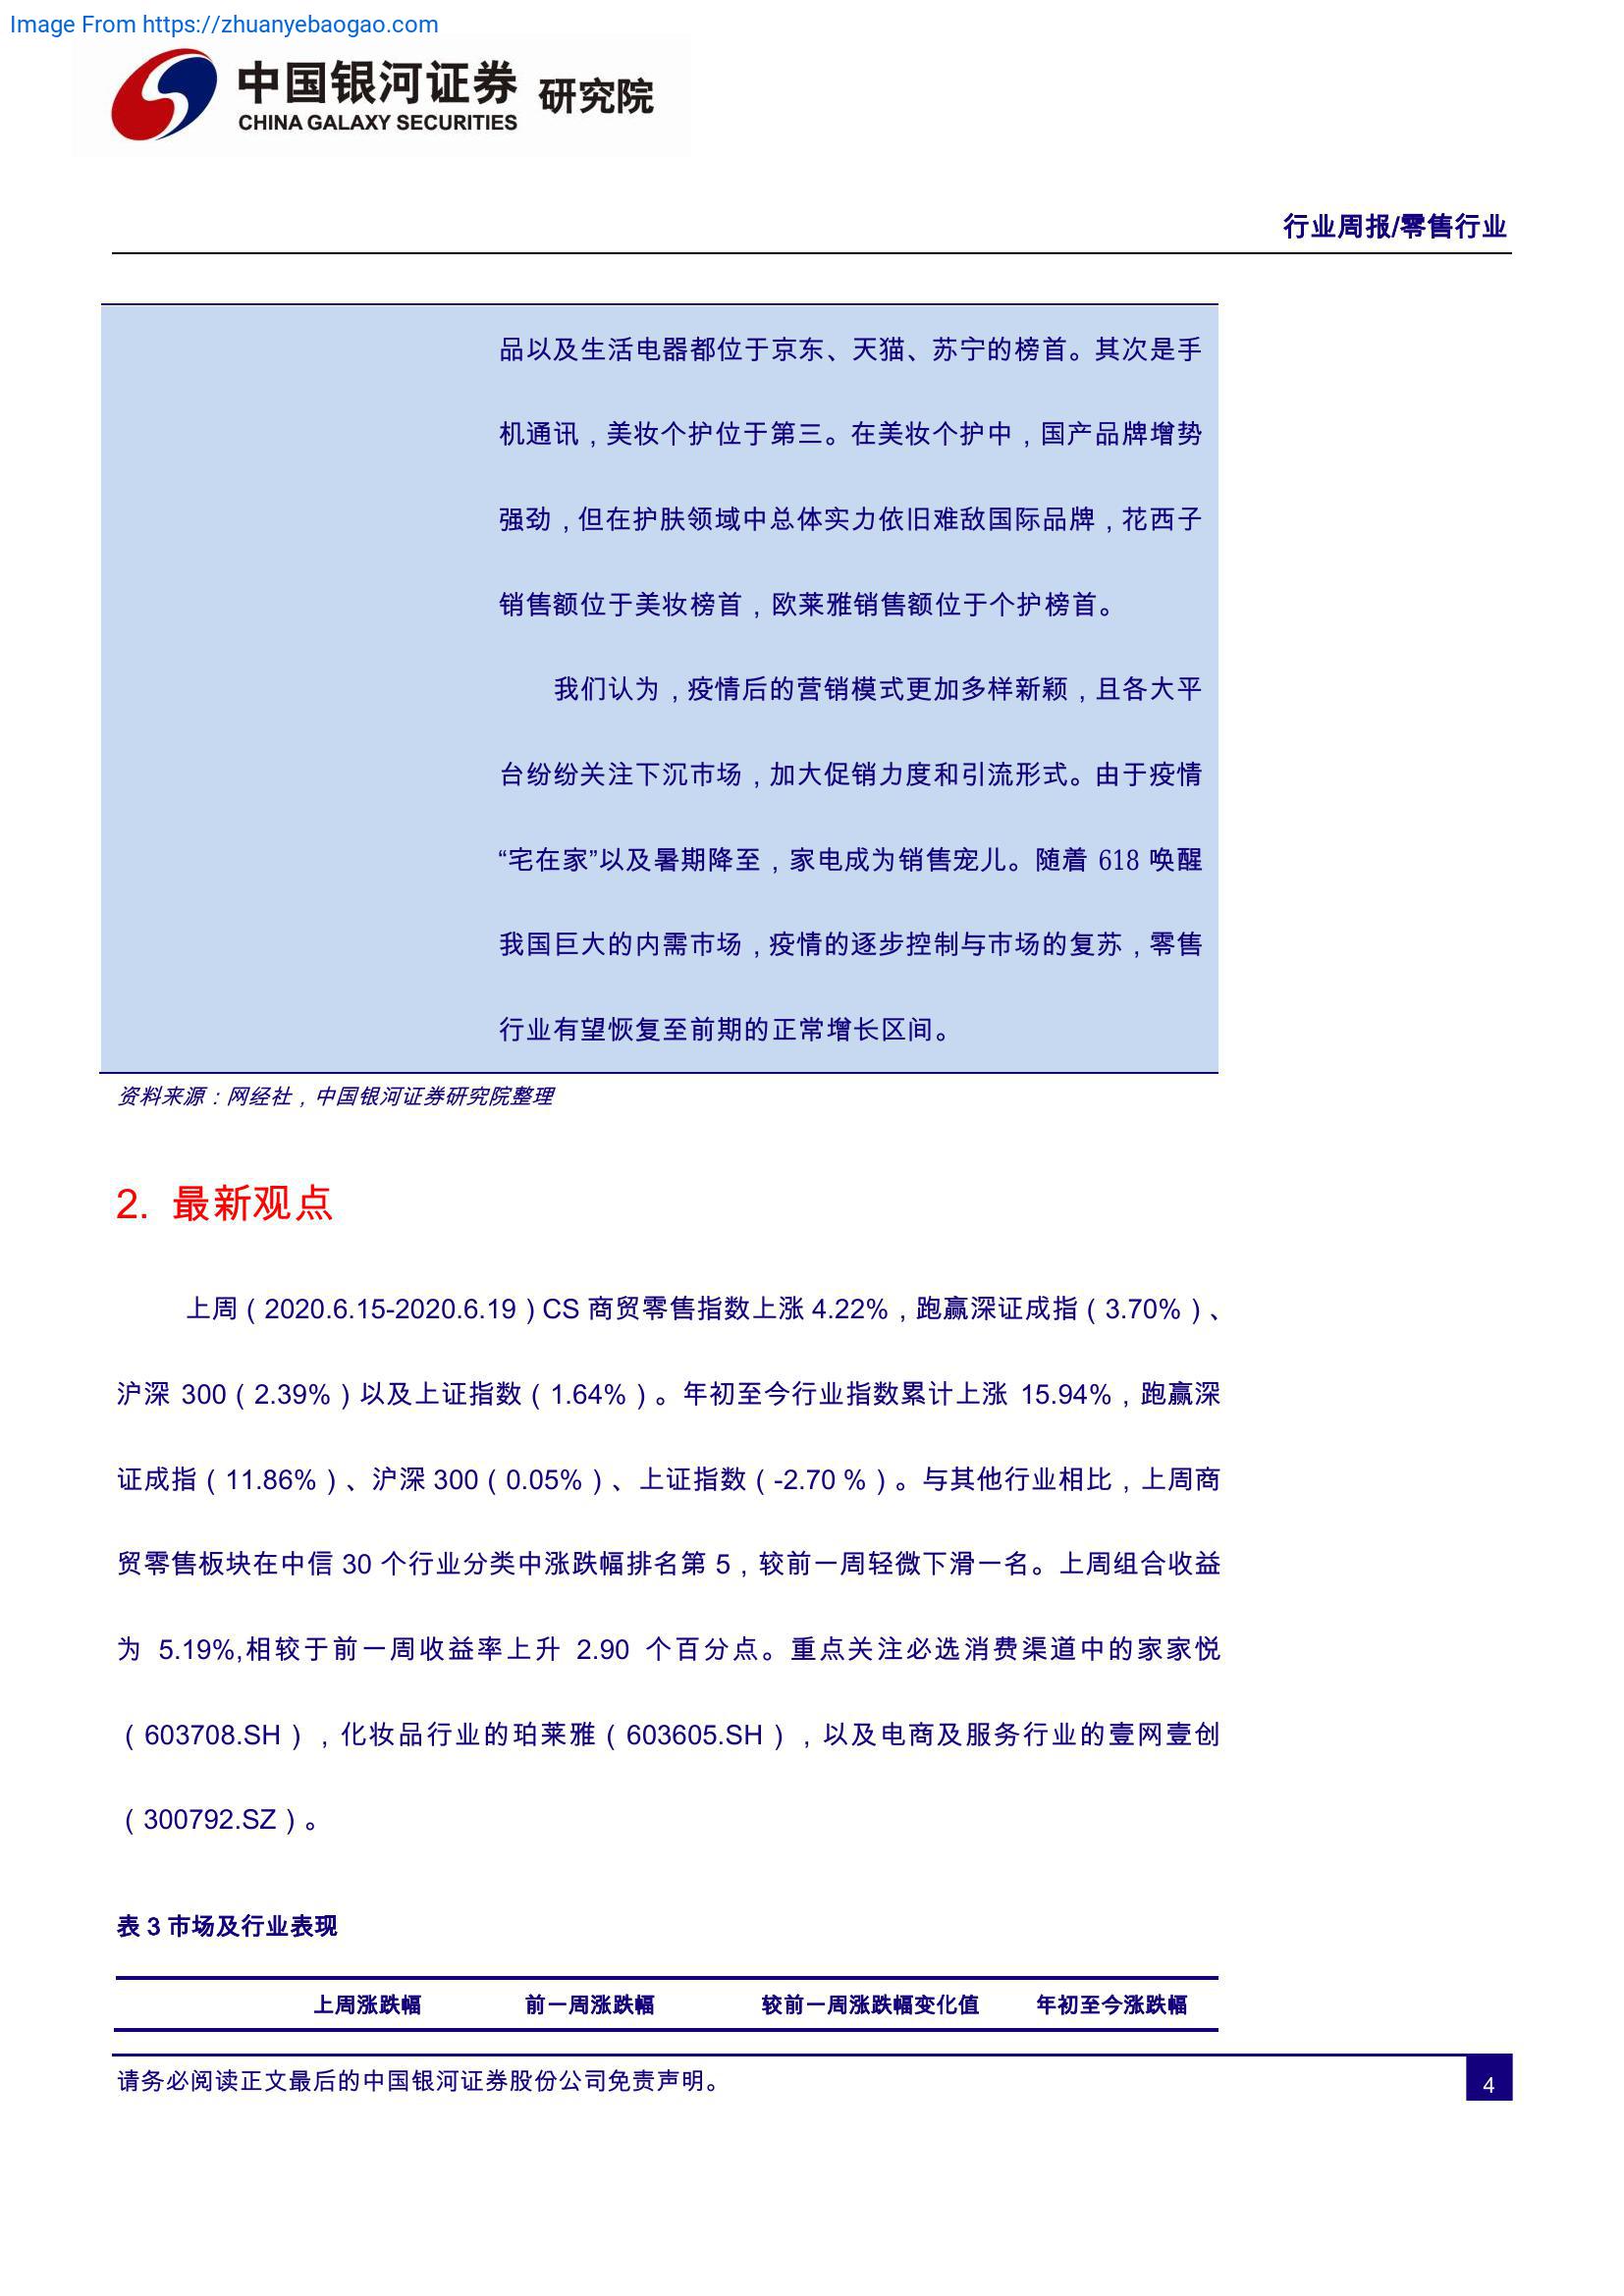 Image From https://zhuanyebaogao.com
中国银河证券 研究院
CHINA GALAXY SECURITIES
行业周报/零售行业
品以及生活电器都位于京东、天猫、苏宁的榜首。其次是手
机通讯，美妆个护位于第三。在美妆个护中，国产品牌增势
强劲，但在护肤领域中总体实力依旧难敌国际品牌，花西子
销售额位于美妆榜首，欧莱雅销售额位于个护榜首。
我们认为，疫情后的营销模式更加多样新颖，且各大平
台纷纷关注下沉市场，加大促销力度和引流形式。由于疫情
“宅在家”以及暑期降至，家电成为销售宠儿。随着 618 唤醒
我国巨大的内需市场，疫情的逐步控制与市场的复苏，零售
行业有望恢复至前期的正常增长区间。
资料来源：网经社，中国银河证券研究院整理
2. 最新观点
上周（2020.6.15-2020.6.19）CS 商贸零售指数上涨 4.22%，跑赢深证成指（3.70%）、
沪深 300（2.39%）以及上证指数（1.64%）。年初至今行业指数累计上涨 15.94%，跑赢深
证成指（11.86%）、沪深 300（0.05%）、上证指数（-2.70 %）。与其他行业相比，上周商
贸零售板块在中信 30 个行业分类中涨跌幅排名第 5，较前一周轻微下滑一名。上周组合收益
为 5.19%,相较于前一周收益率上升 2.90 个百分点。重点关注必选消费渠道中的家家悦
（603708.SH），化妆品行业的珀莱雅（603605.SH），以及电商及服务行业的壹网壹创
（300792.SZ）。
表 3 市场及行业表现
上周涨跌幅 前一周涨跌幅 较前一周涨跌幅变化值 年初至今涨跌幅
请务必阅读正文最后的中国银河证券股份公司免责声明。
4